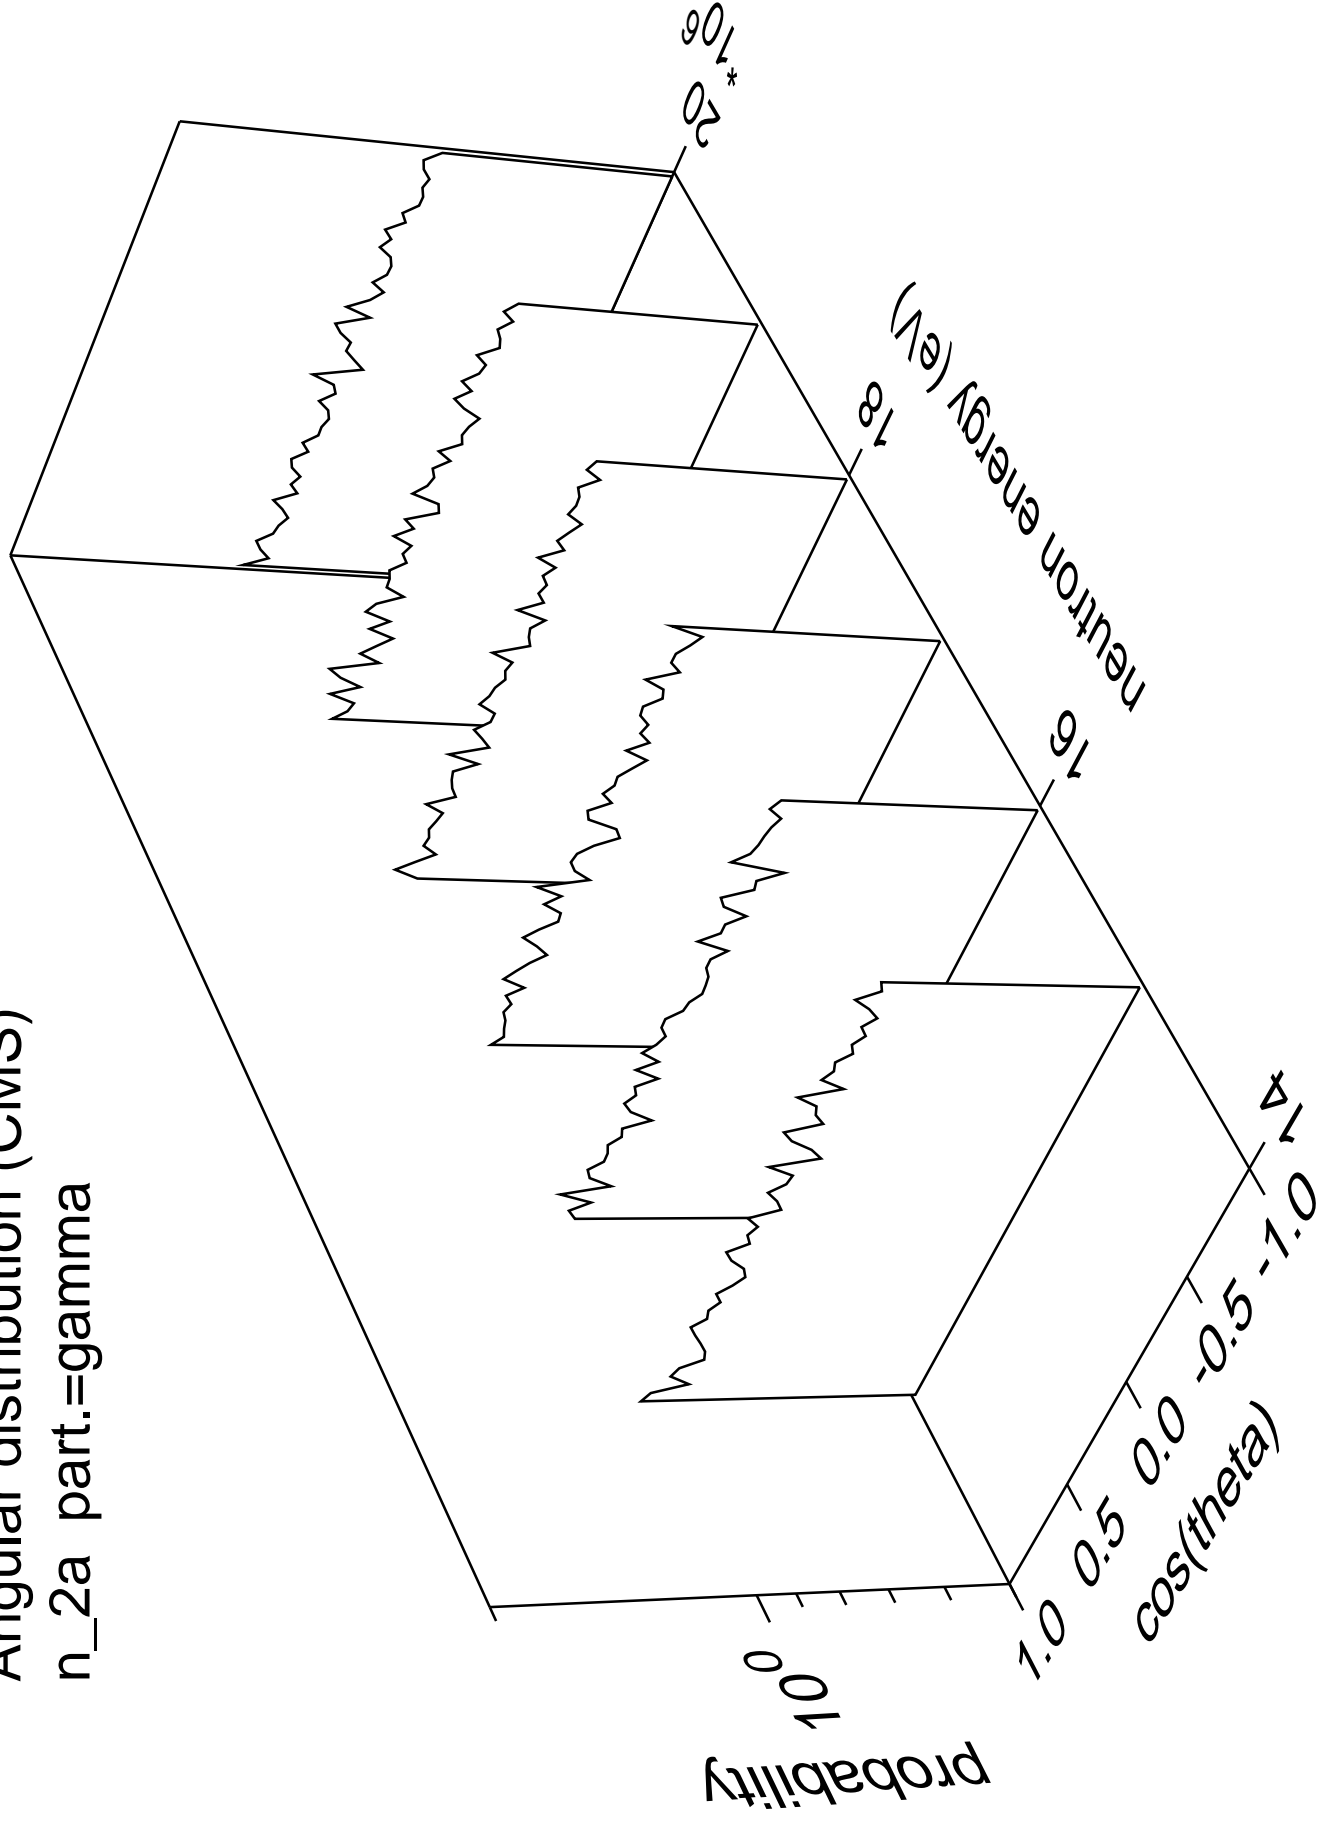 Angular distribution (CMS)
n_2a part.=gamma
probability
10 0
1.0 0.5 0.0 -0.5 -1.0
cos(theta)
14 16 18 20
* 10 6
neutron energy (eV)